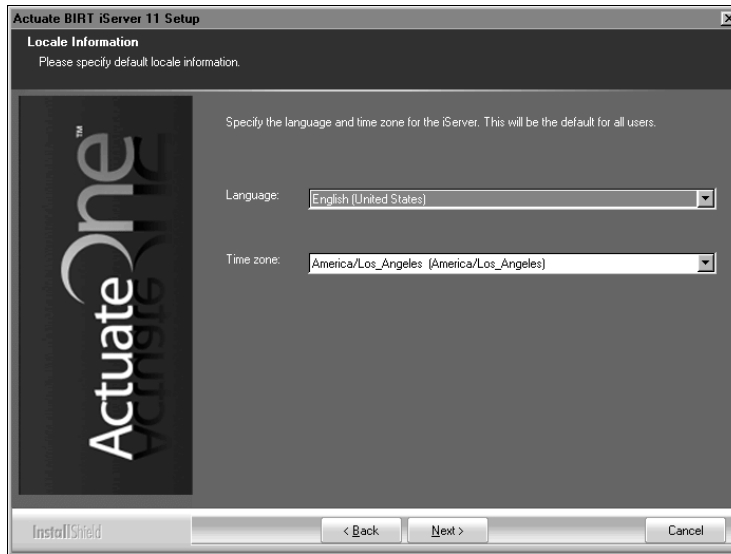 Actuate BIRT iServer 11 Setup
Locale Information
Please specify default locale information.
Specify the language and time zone for the iServer. This will be the default for all users.
Language:
English (United States)
Time zone:
America/Los_Angeles (America/Los_Angeles)
ActuateOne™
InstallShield
< Back
Next >
Cancel